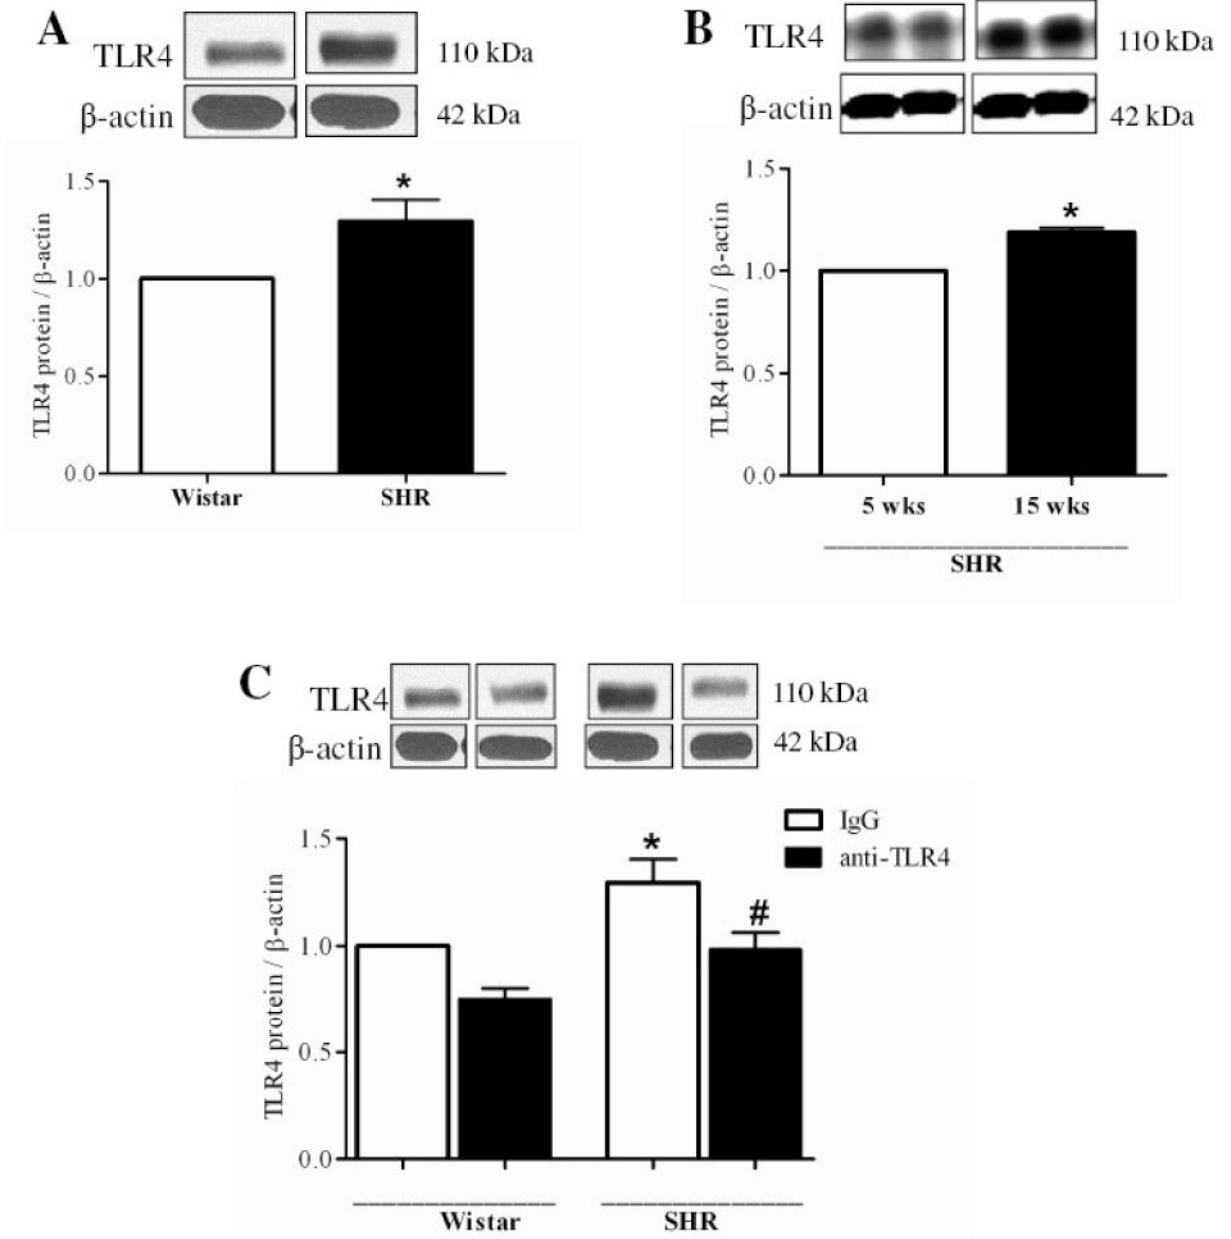 A
TLR4
110 kDa
β-actin
42 kDa
1.5
*
1.0
0.5
0.0
TLR4 protein / β-actin
Wistar
SHR
B
TLR4
110 kDa
β-actin
42 kDa
1.5
*
1.0
0.5
0.0
TLR4 protein / β-actin
5 wks
15 wks
SHR
C
TLR4
110 kDa
β-actin
42 kDa
IgG
anti-TLR4
1.5
*
#
1.0
0.5
0.0
TLR4 protein / β-actin
Wistar
SHR